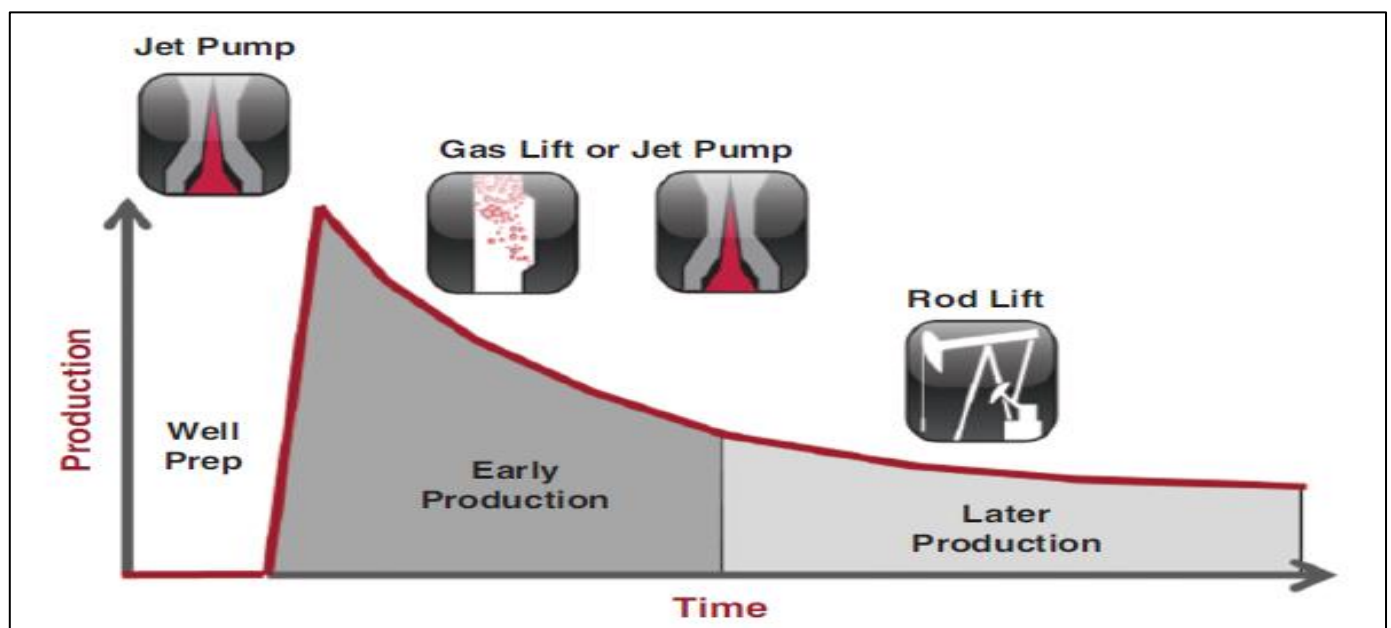 Jet Pump
Gas Lift or Jet Pump
Rod Lift
Production
Well
Prep
Early
Production
Later
Production
Time